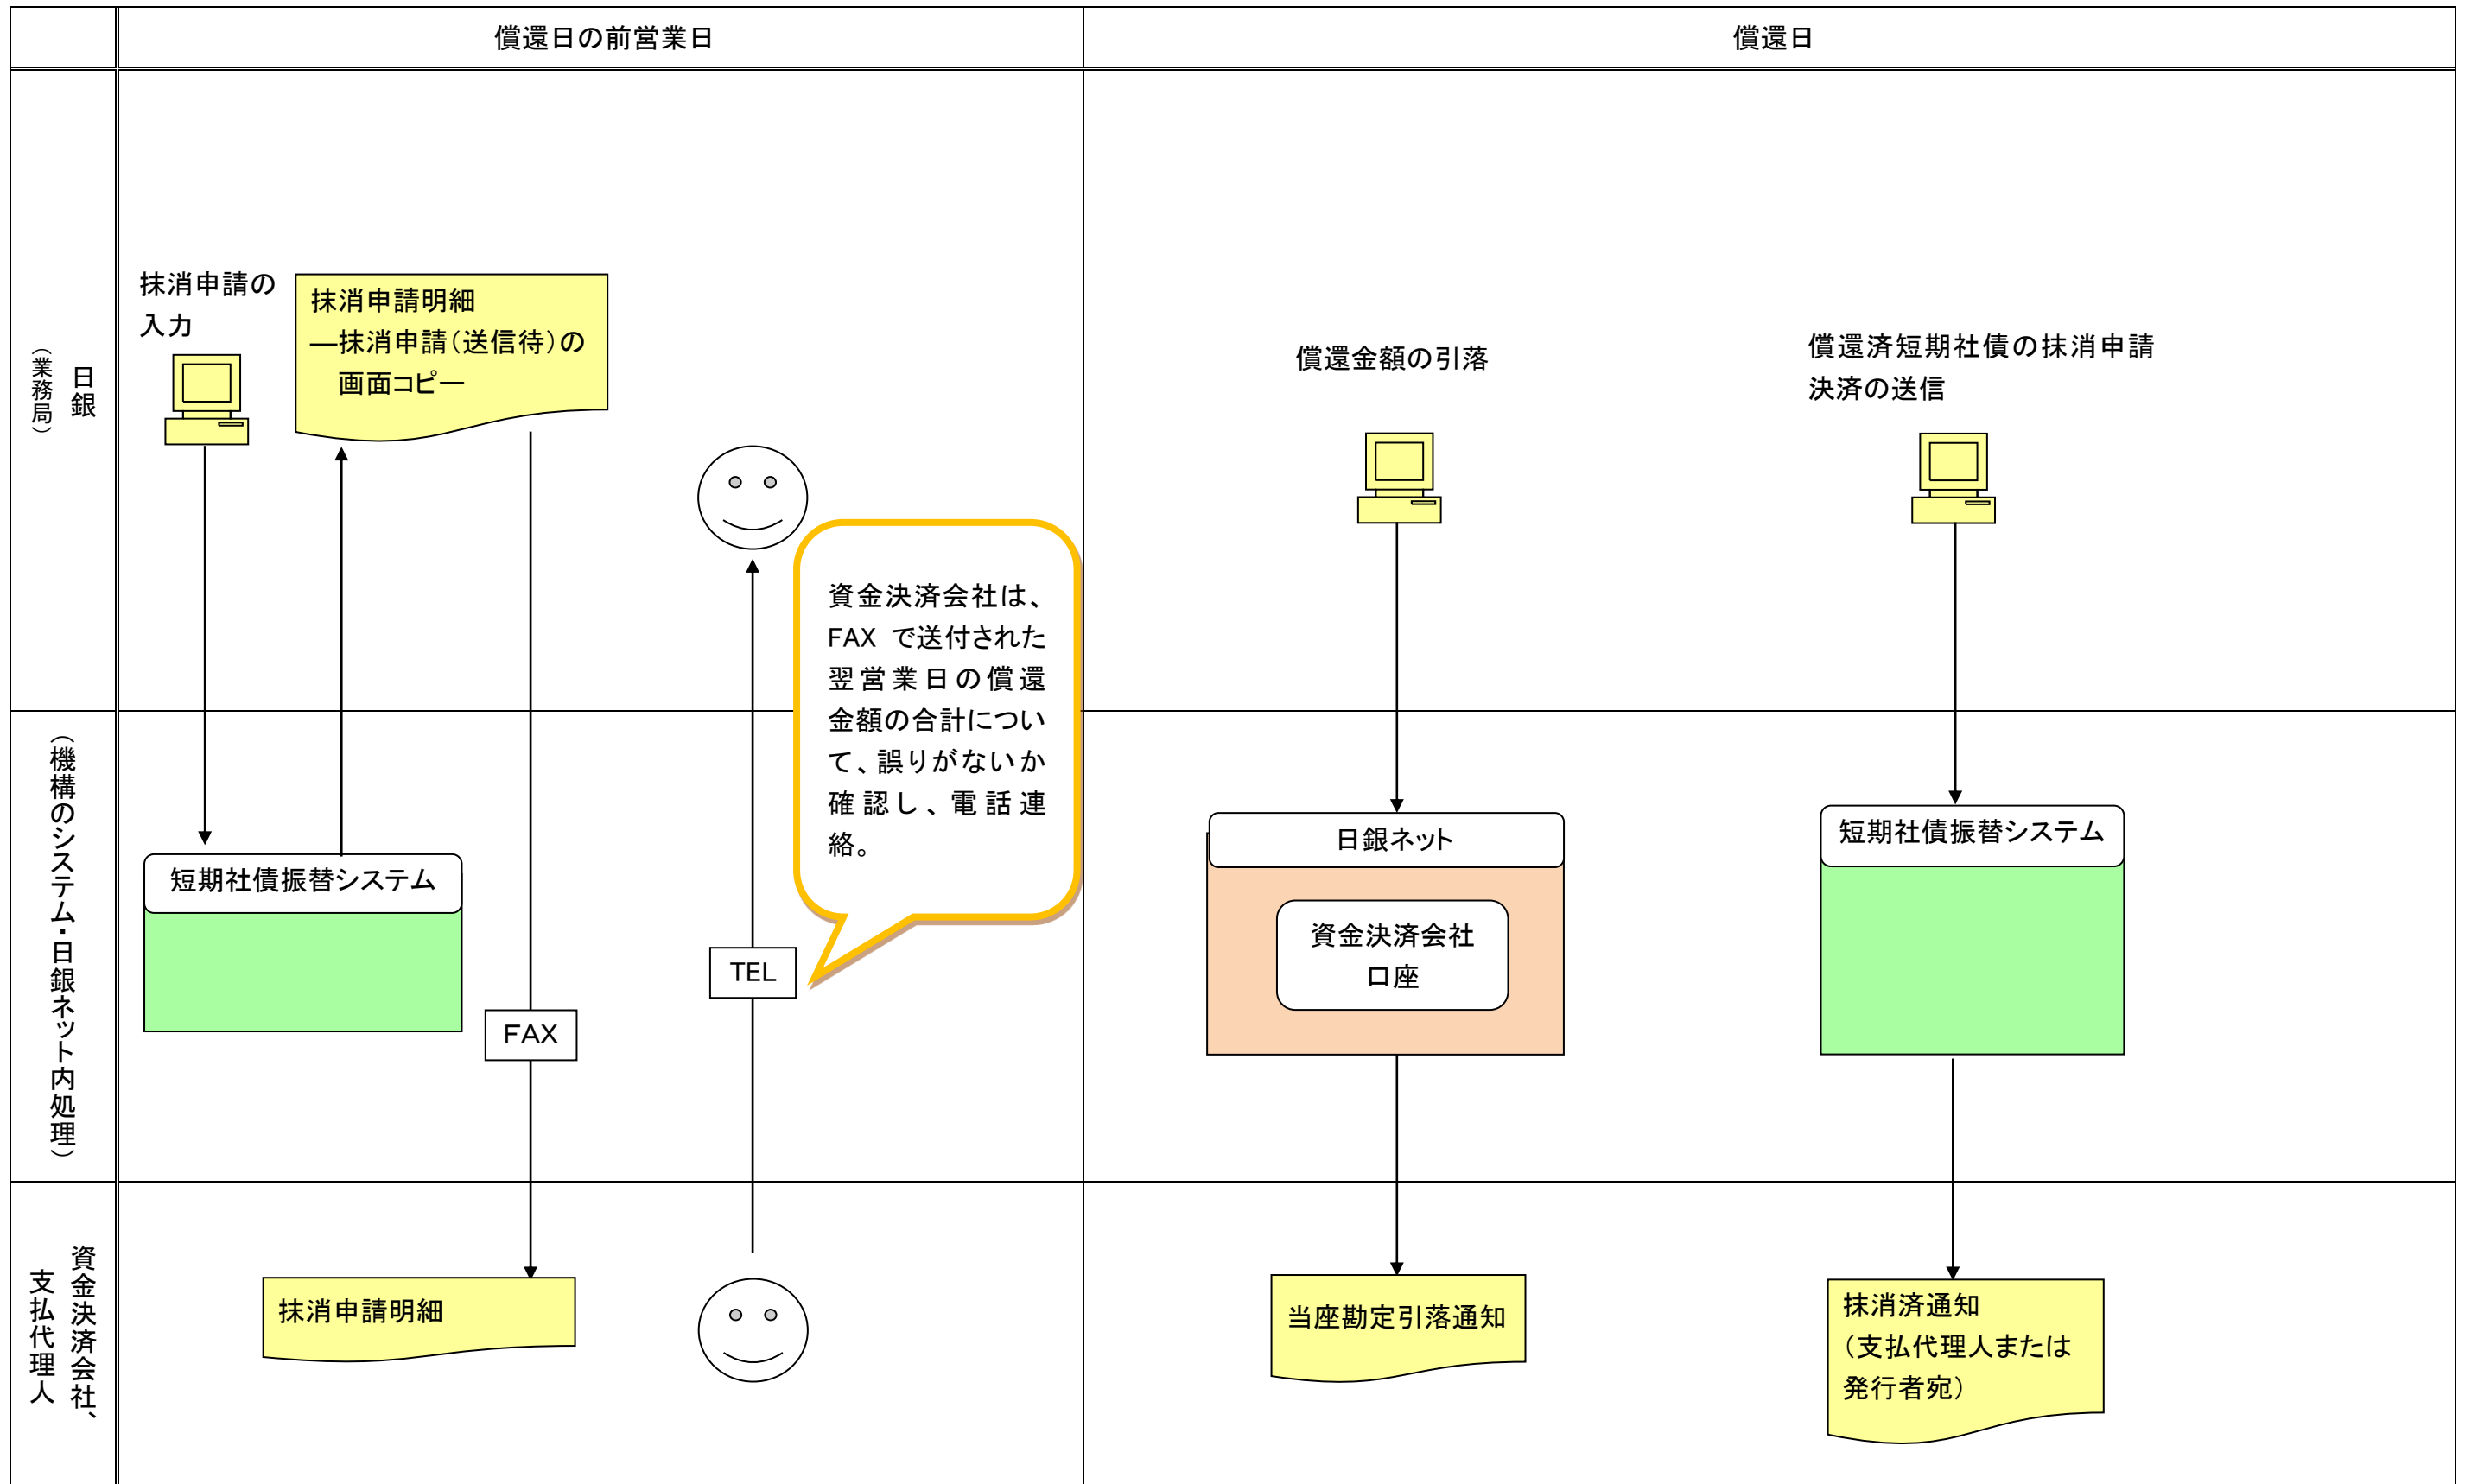 償還日の前営業日
償還日
日銀
（業務局）
抹消申請の
入力
抹消申請明細
―抹消申請（送信待）の
画面コピー
資金決済会社は、
FAX で送付された
翌営業日の償還
金額の合計につい
て、誤りがないか
確認し、電話連
絡。
償還金額の引落
償還済短期社債の抹消申請
決済の送信
（機構のシステム・日銀ネット内処理）
短期社債振替システム
FAX
TEL
日銀ネット
資金決済会社
口座
短期社債振替システム
資金決済会社、
支払代理人
抹消申請明細
当座勘定引落通知
抹消済通知
（支払代理人または
発行者宛）